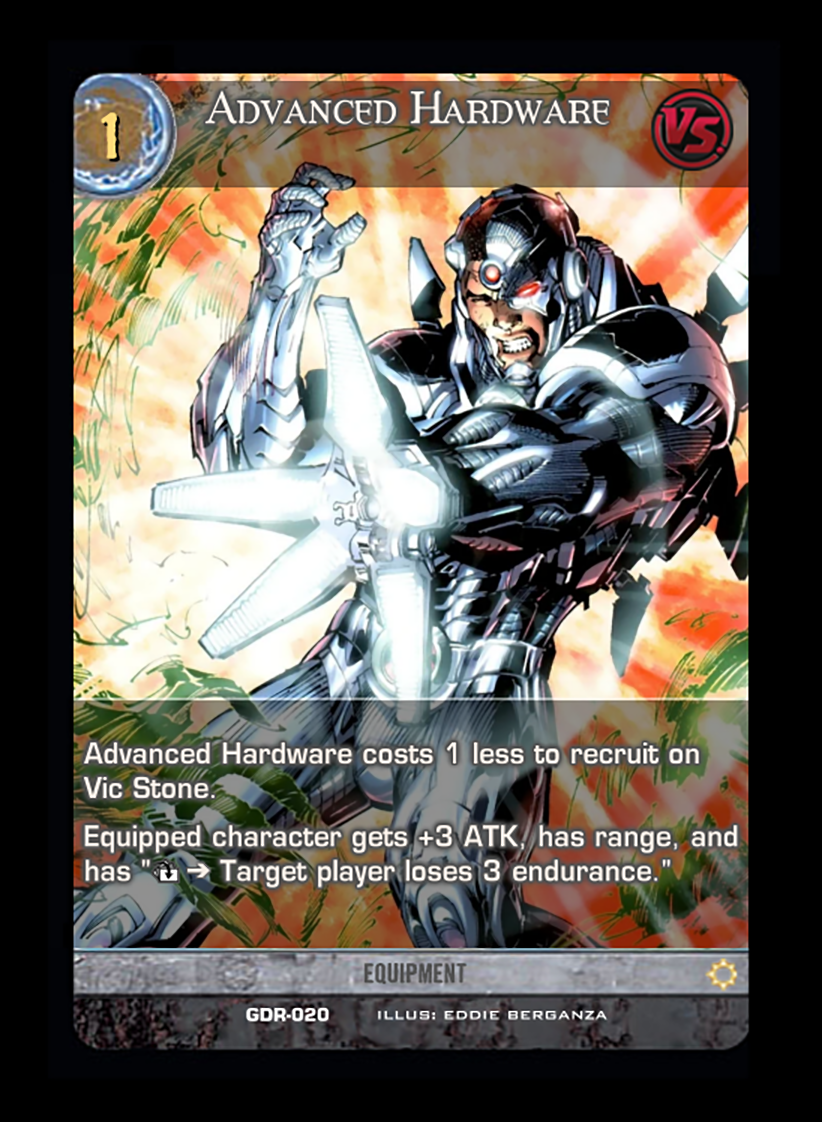 1
Advanced Hardware
VS.
Advanced Hardware costs 1 less to recruit on
Vic Stone.
Equipped character gets +3 ATK, has range, and
has " ➔ Target player loses 3 endurance."
EQUIPMENT
GDR-020 ILLUS: EDDIE BERGANZA